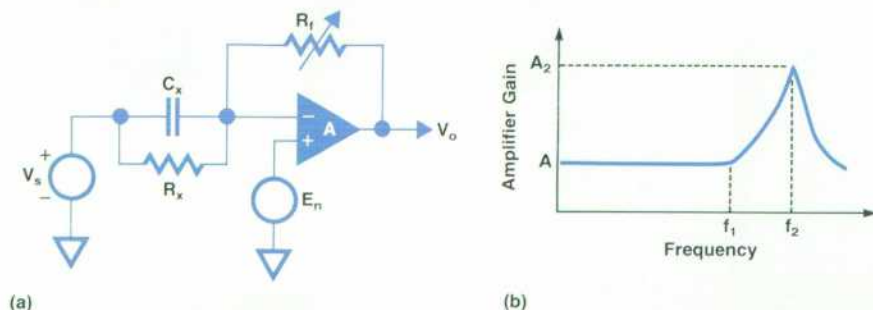 R_f
C_x
A
V_o
V_s
+
−
−
+
R_x
E_n
(a)
Amplifier Gain
A_2
A
f_1
f_2
Frequency
(b)